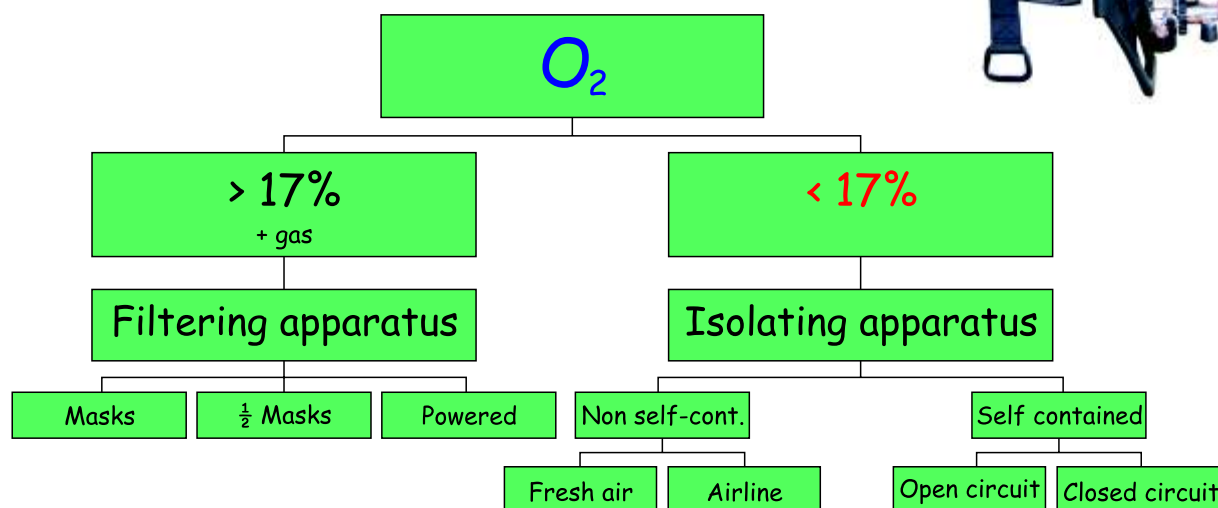 O₂
> 17%
+ gas
< 17%
Filtering apparatus
Isolating apparatus
Masks
½ Masks
Powered
Non self-cont.
Self contained
Fresh air
Airline
Open circuit
Closed circuit